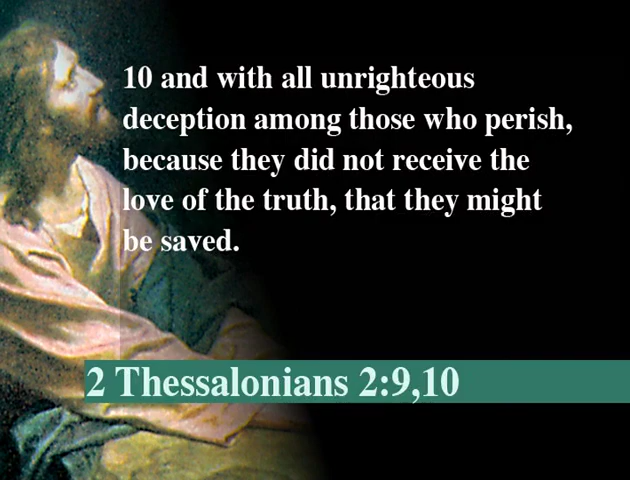 10 and with all unrighteous
deception among those who perish,
because they did not receive the
love of the truth, that they might
be saved.
2 Thessalonians 2:9,10